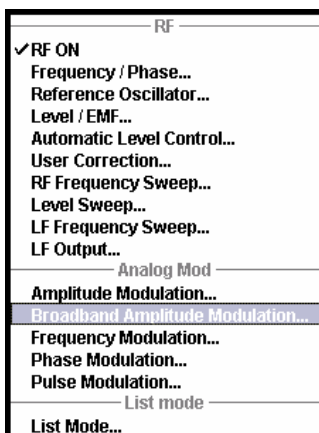 RF
RF ON
Frequency / Phase...
Reference Oscillator...
Level / EMF...
Automatic Level Control...
User Correction...
RF Frequency Sweep...
Level Sweep...
LF Frequency Sweep...
LF Output...
Analog Mod
Amplitude Modulation...
Broadband Amplitude Modulation...
Frequency Modulation...
Phase Modulation...
Pulse Modulation...
List mode
List Mode...